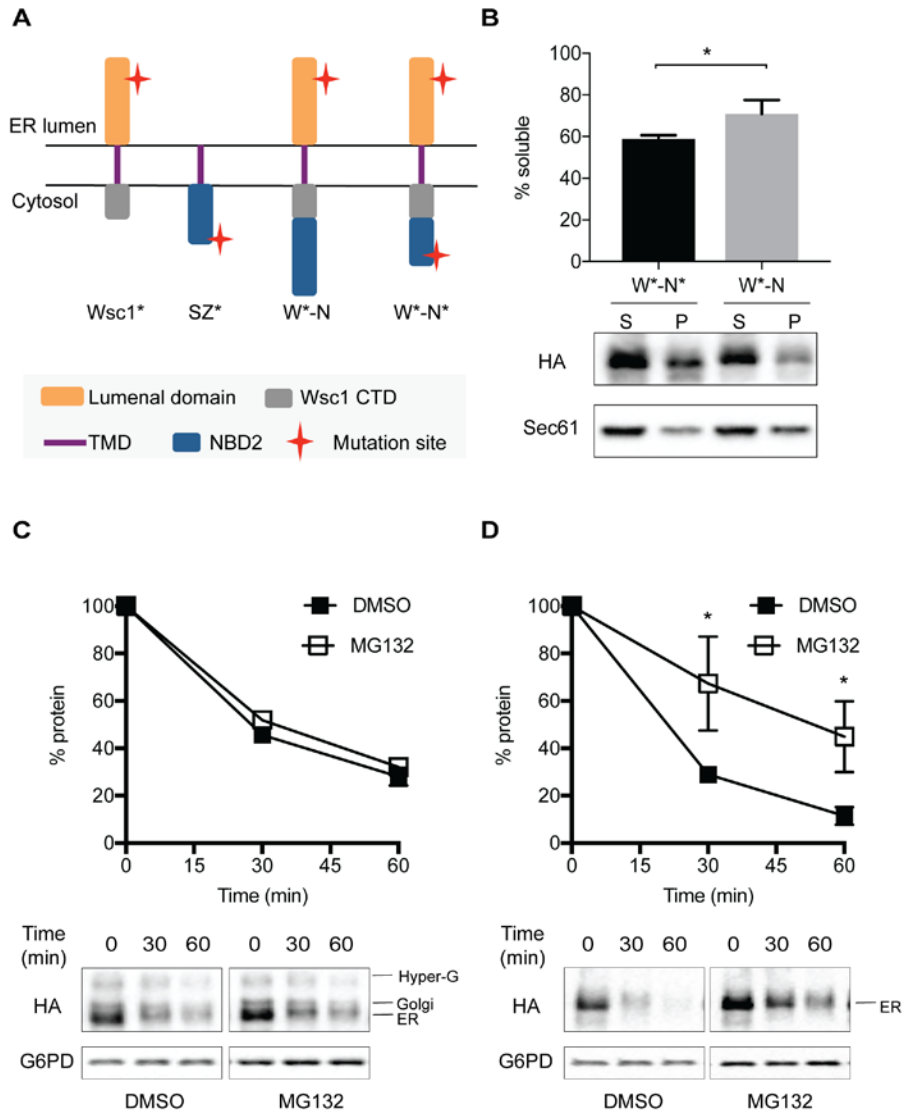 A
ER lumen
Cytosol
Wsc1* SZ* W*-N W*-N*
Lumenal domain Wsc1 CTD
TMD NBD2 Mutation site
B
*
100
80
60
40
20
0
% soluble
W*-N* W*-N
S P S P
HA
Sec61
C
100
80
60
40
20
0
% protein
DMSO
MG132
0 15 30 45 60
Time (min)
Time (min) 0 30 60 0 30 60
HA
Hyper-G
Golgi
ER
G6PD
DMSO MG132
D
100
80
60
40
20
0
% protein
DMSO
MG132
*
*
0 15 30 45 60
Time (min)
Time (min) 0 30 60 0 30 60
HA
ER
G6PD
DMSO MG132